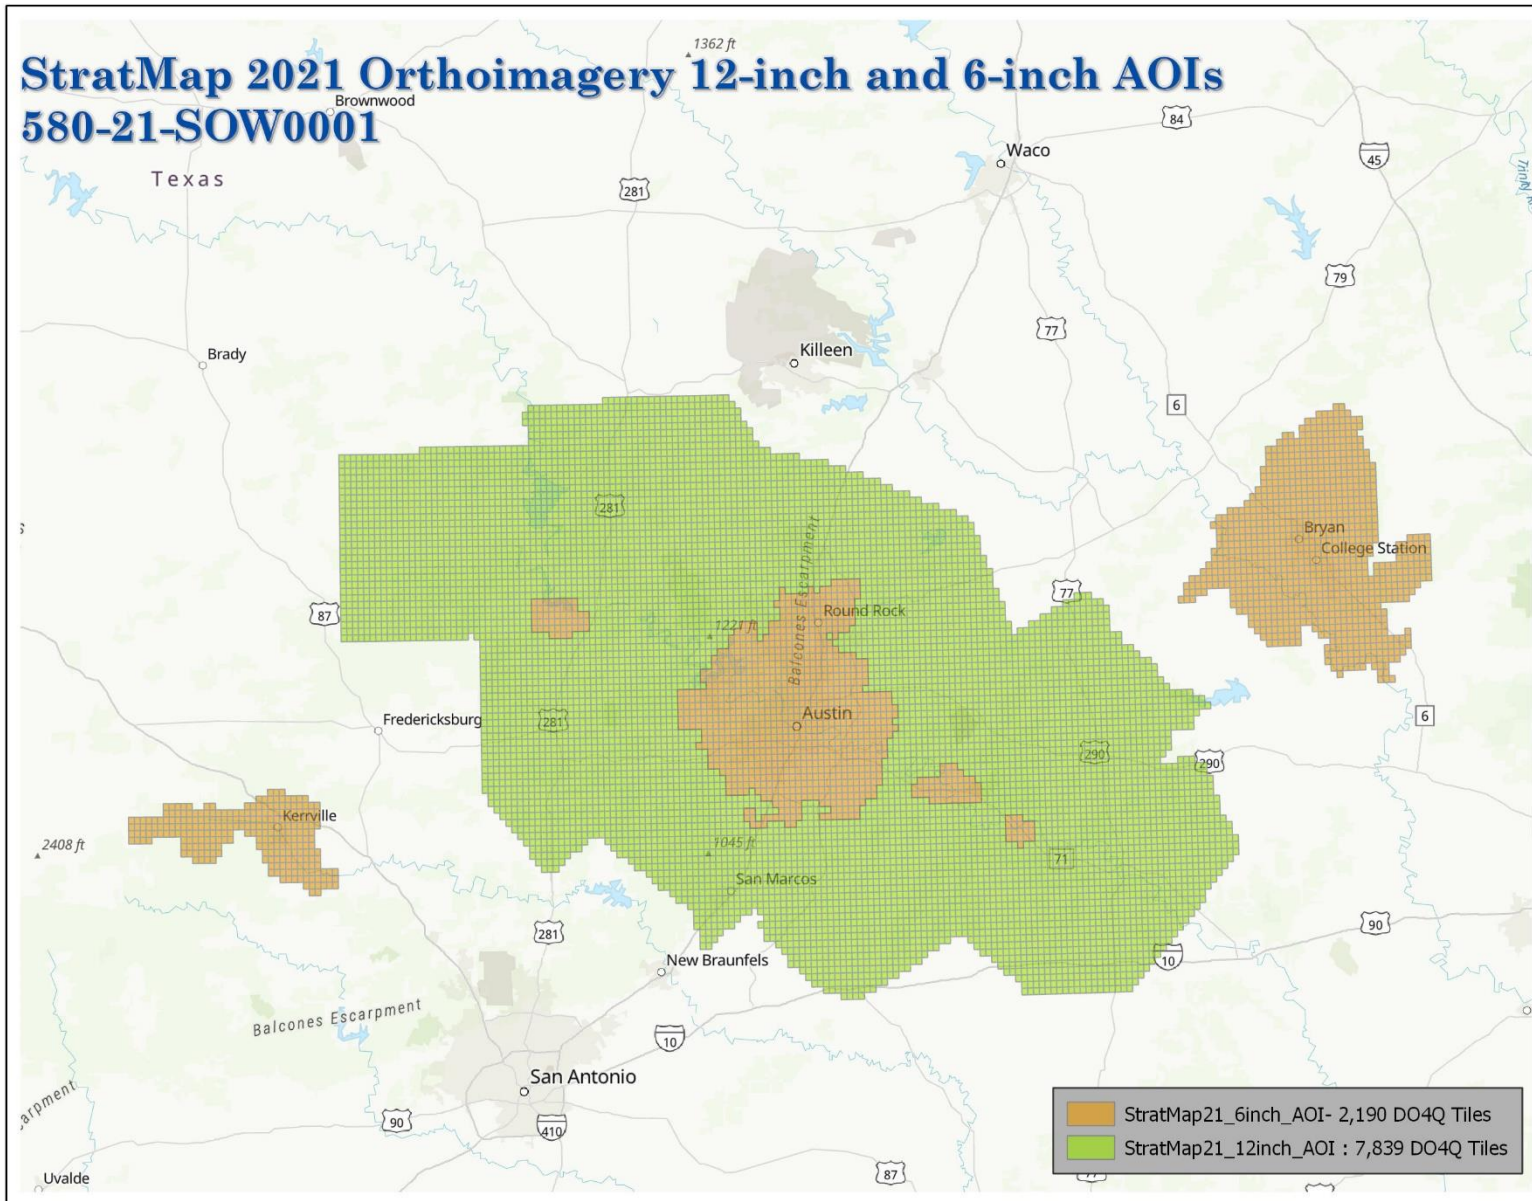 1362 ft
StratMap 2021 Orthoimagery 12-inch and 6-inch AOIs
Brownwood
580-21-SOW0001
84
Waco
45
Texas
281
79
77
Killeen
Brady
6
281
Bryan
College Station
Balcones Escarpment
77
87
Round Rock
1221 ft
Austin
6
Fredericksburg
281
290
290
Kerrville
2408 ft
1045 ft
71
San Marcos
90
281
New Braunfels
10
Balcones Escarpment
10
San Antonio
arpment
StratMap21_6inch_AOI- 2,190 DO4Q Tiles
90
410
StratMap21_12inch_AOI : 7,839 DO4Q Tiles
Uvalde
87